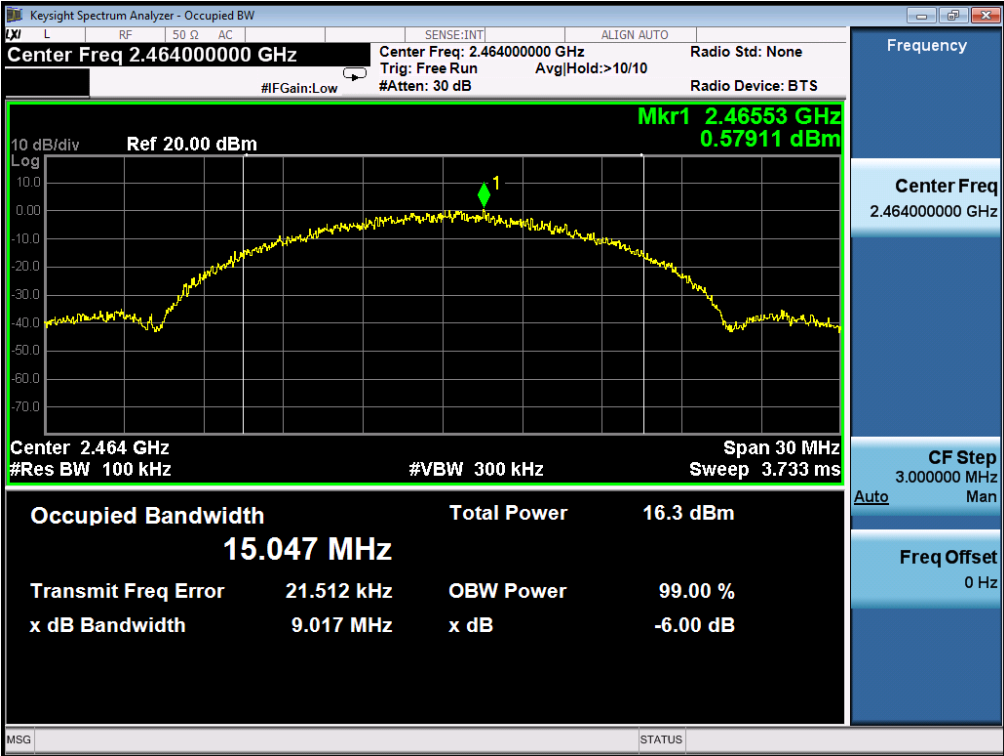 Keysight Spectrum Analyzer - Occupied BW
LXI L RF 50 Ω AC SENSE:INT ALIGN AUTO
Center Freq 2.464000000 GHz
Center Freq: 2.464000000 GHz
Radio Std: None
Trig: Free Run Avg|Hold:>10/10
#IFGain:Low
#Atten: 30 dB
Radio Device: BTS
Mkr1 2.46553 GHz
0.57911 dBm
10 dB/div Ref 20.00 dBm
Log
10.0
0.00
-10.0
-20.0
-30.0
-40.0
-50.0
-60.0
-70.0
1
Center 2.464 GHz
Span 30 MHz
#Res BW 100 kHz
#VBW 300 kHz
Sweep 3.733 ms
Occupied Bandwidth
15.047 MHz
Total Power 16.3 dBm
Transmit Freq Error 21.512 kHz
OBW Power 99.00 %
x dB Bandwidth 9.017 MHz
x dB -6.00 dB
Frequency
Center Freq
2.464000000 GHz
CF Step
3.000000 MHz
Auto Man
Freq Offset
0 Hz
MSG
STATUS